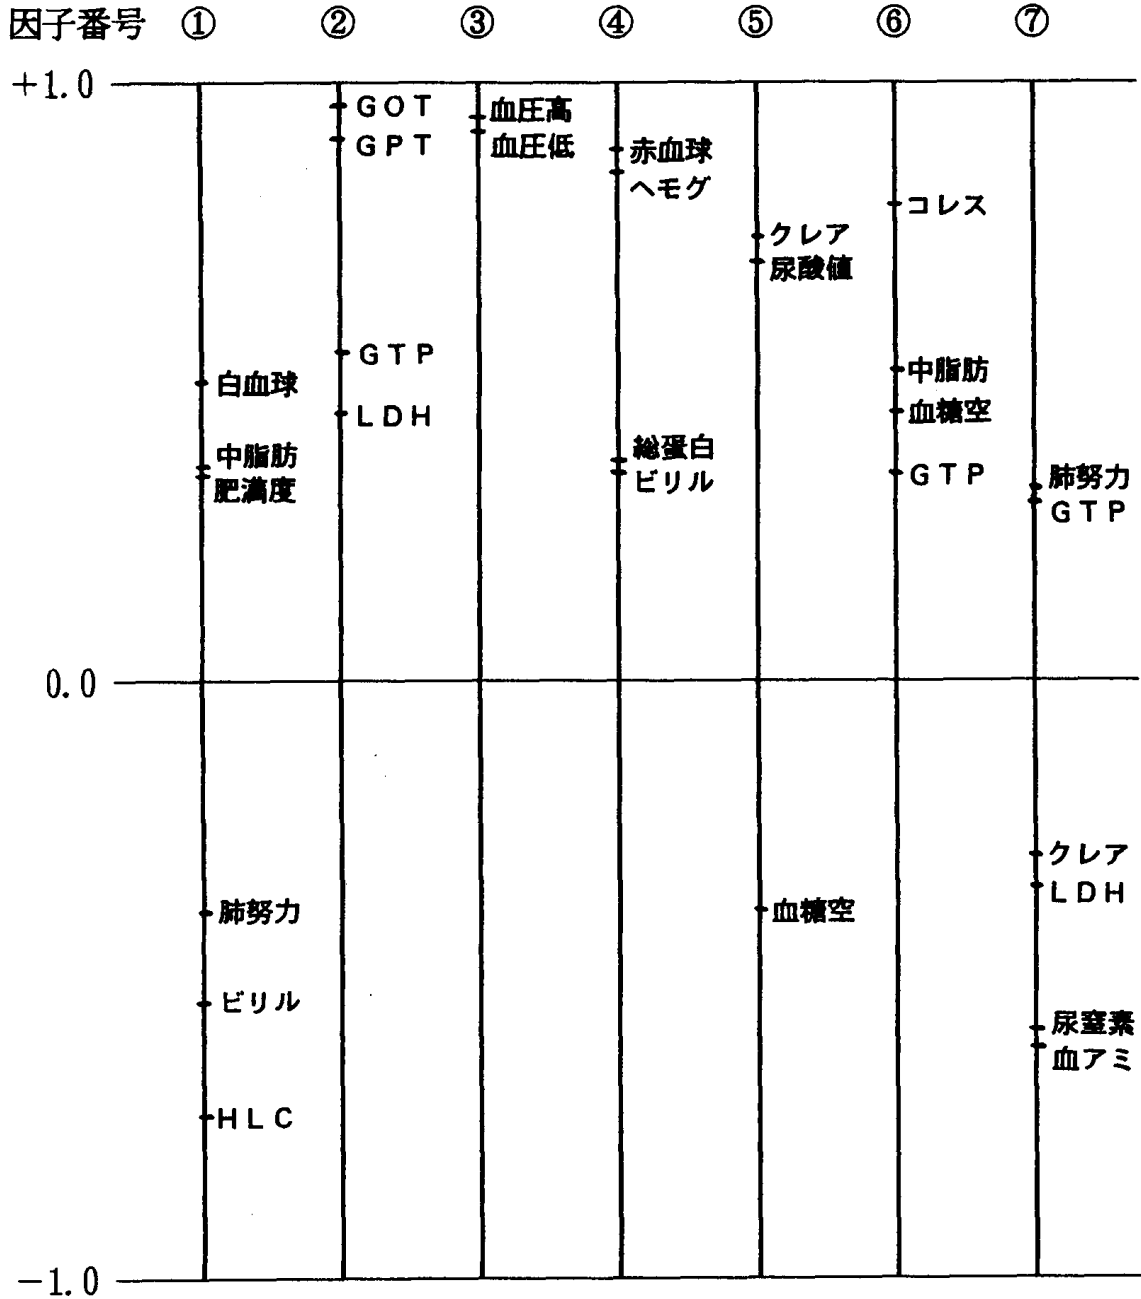 因子番号 ① ② ③ ④ ⑤ ⑥ ⑦
+1.0
GOT
血圧高
GPT
血圧低
赤血球
ヘモグ
コレス
クレア
尿酸値
GTP
中脂肪
白血球
血糖空
LDH
総蛋白
中脂肪
GTP
肺努力
ビリル
肥満度
GTP
0.0
クレア
LDH
肺努力
血糖空
ビリル
尿窒素
血アミ
HLC
-1.0